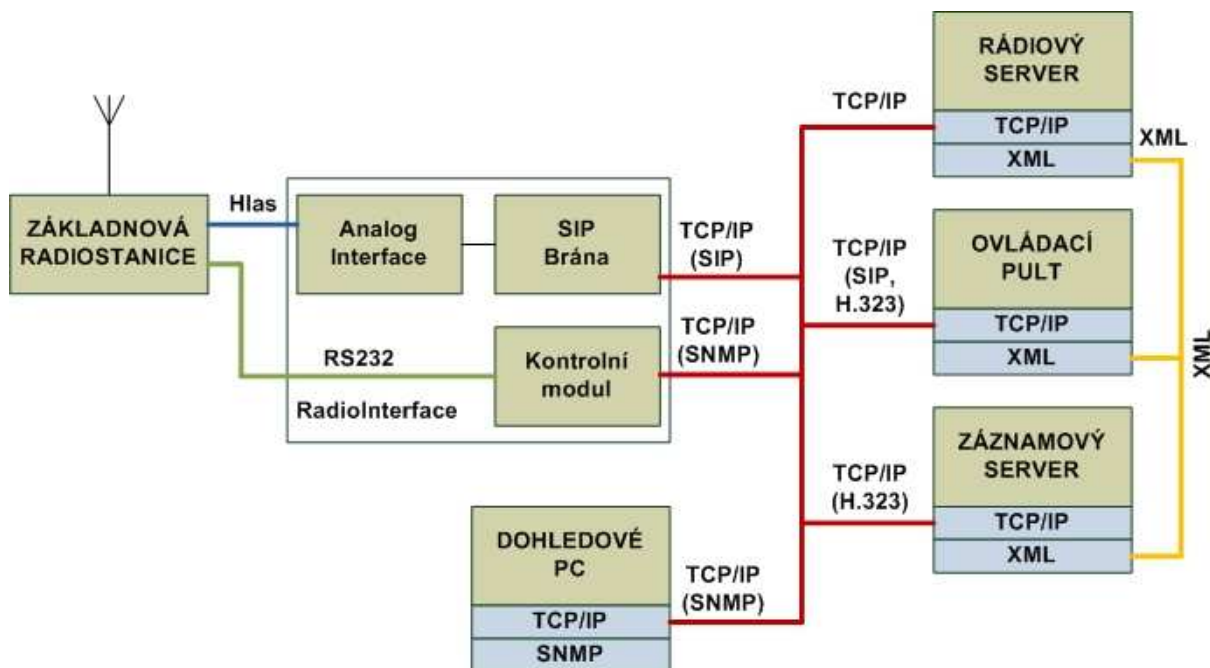 RÁDIOVÝ
SERVER
TCP/IP
XML
TCP/IP
XML
ZÁKLADNOVÁ
RADIOSTANICE
Hlas
Analog
Interface
SIP
Brána
TCP/IP
(SIP)
TCP/IP
(SIP,
H.323)
OVLÁDACÍ
PULT
TCP/IP
XML
XML
RS232
RadioInterface
Kontrolní
modul
TCP/IP
(SNMP)
TCP/IP
(H.323)
ZÁZNAMOVÝ
SERVER
TCP/IP
XML
DOHLEDOVÉ
PC
TCP/IP
SNMP
TCP/IP
(SNMP)